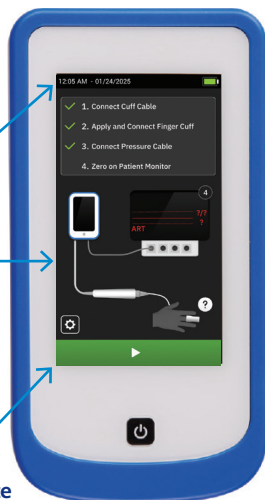 12:05 AM - 01/24/2025
1. Connect Cuff Cable
2. Apply and Connect Finger Cuff
3. Connect Pressure Cable
4. Zero on Patient Monitor
4
?/?
ART
?
?
te